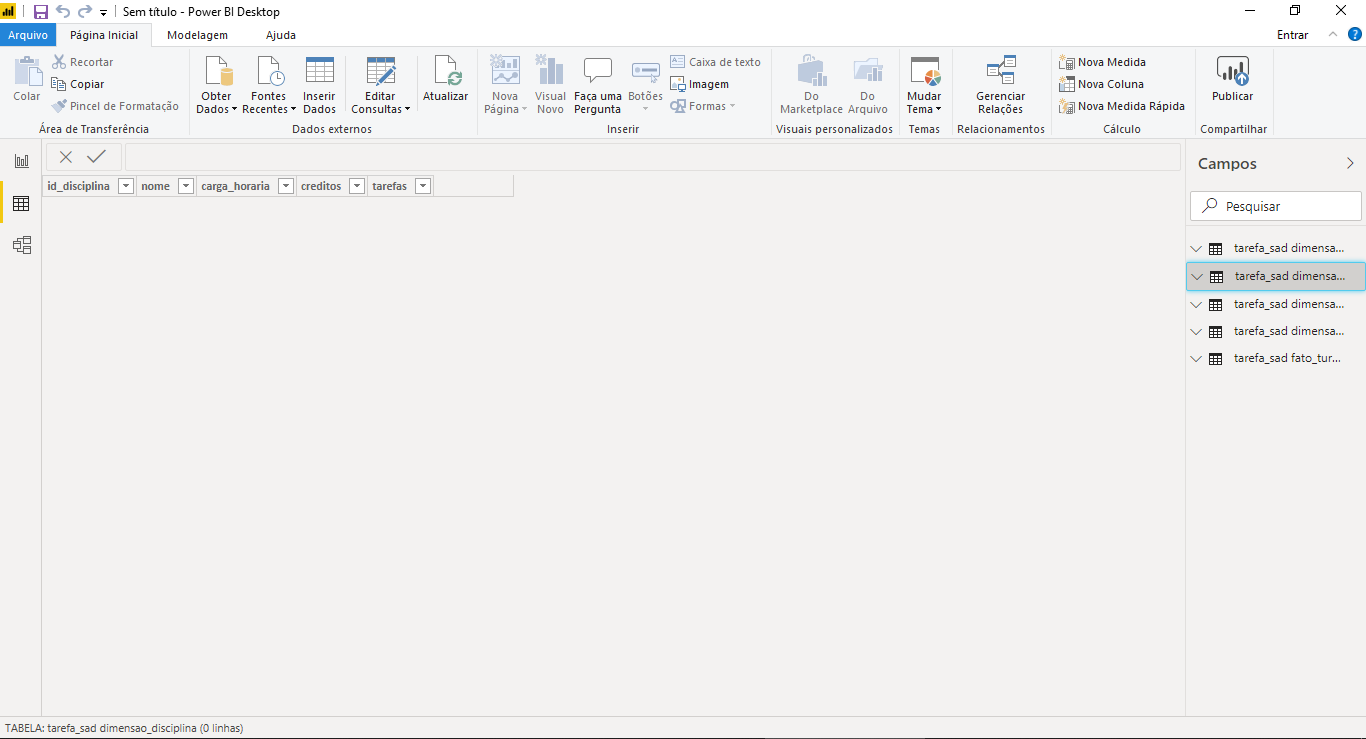 Sem título - Power BI Desktop
Arquivo Página Inicial Modelagem Ajuda Entrar
Colar
Recortar
Copiar
Pincel de Formatação
Área de Transferência
Obter Dados
Fontes Recentes
Inserir Dados
Editar Consultas
Atualizar
Dados externos
Nova Página
Visual Novo
Faça uma Pergunta
Botões
Caixa de texto
Imagem
Formas
Inserir
Do Marketplace
Do Arquivo
Visuais personalizados
Mudar Tema
Temas
Gerenciar Relações
Relacionamentos
Nova Medida
Nova Coluna
Nova Medida Rápida
Cálculo
Publicar
Compartilhar
id_disciplina nome carga_horaria creditos tarefas
Campos
Pesquisar
tarefa_sad dimensa...
tarefa_sad dimensa...
tarefa_sad dimensa...
tarefa_sad dimensa...
tarefa_sad fato_tur...
TABELA: tarefa_sad dimensao_disciplina (0 linhas)